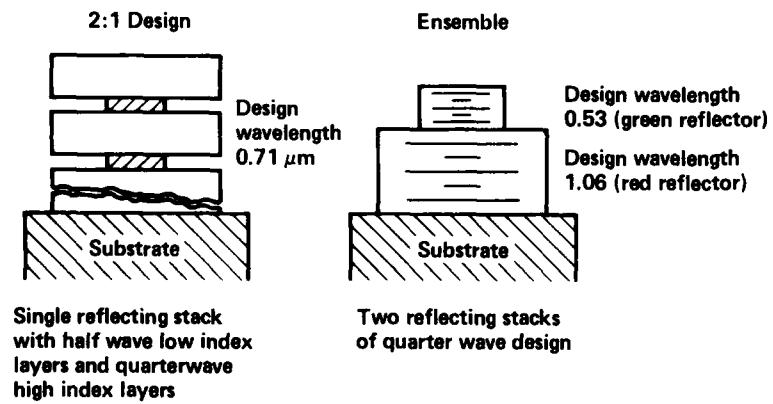 2:1 Design
Design
wavelength
0.71 μm
Substrate
Single reflecting stack
with half wave low index
layers and quarterwave
high index layers
Ensemble
Design wavelength
0.53 (green reflector)
Design wavelength
1.06 (red reflector)
Substrate
Two reflecting stacks
of quarter wave design